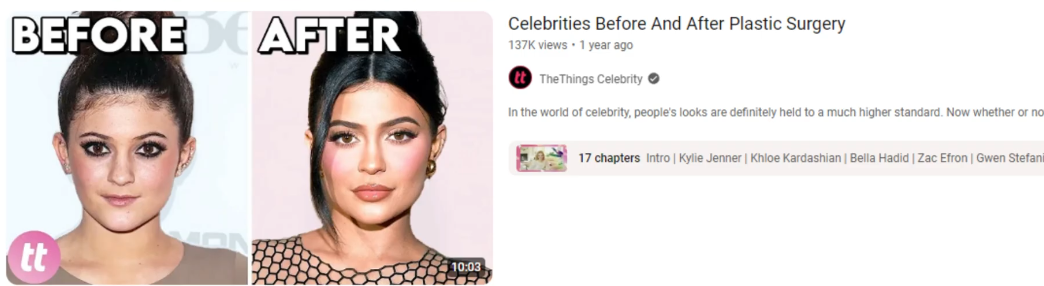 BEFORE
AFTER
Celebrities Before And After Plastic Surgery
137K views • 1 year ago
tt TheThings Celebrity
In the world of celebrity, people's looks are definitely held to a much higher standard. Now whether or no
17 chapters Intro | Kylie Jenner | Khloe Kardashian | Bella Hadid | Zac Efron | Gwen Stefani
tt
10:03